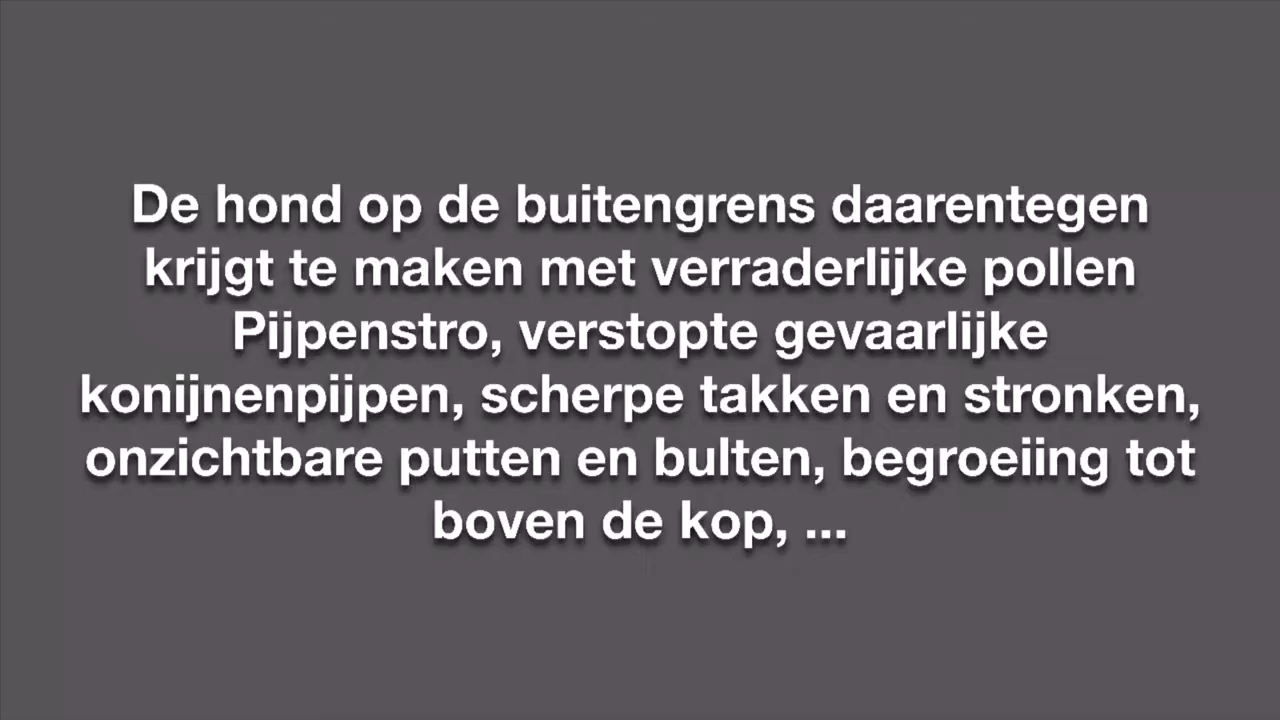 De hond op de buitengrens daarentegen
krijgt te maken met verraderlijke pollen
Pijpenstro, verstopte gevaarlijke
konijnenpijpen, scherpe takken en stronken,
onzichtbare putten en bulten, begroeiing tot
boven de kop, ...